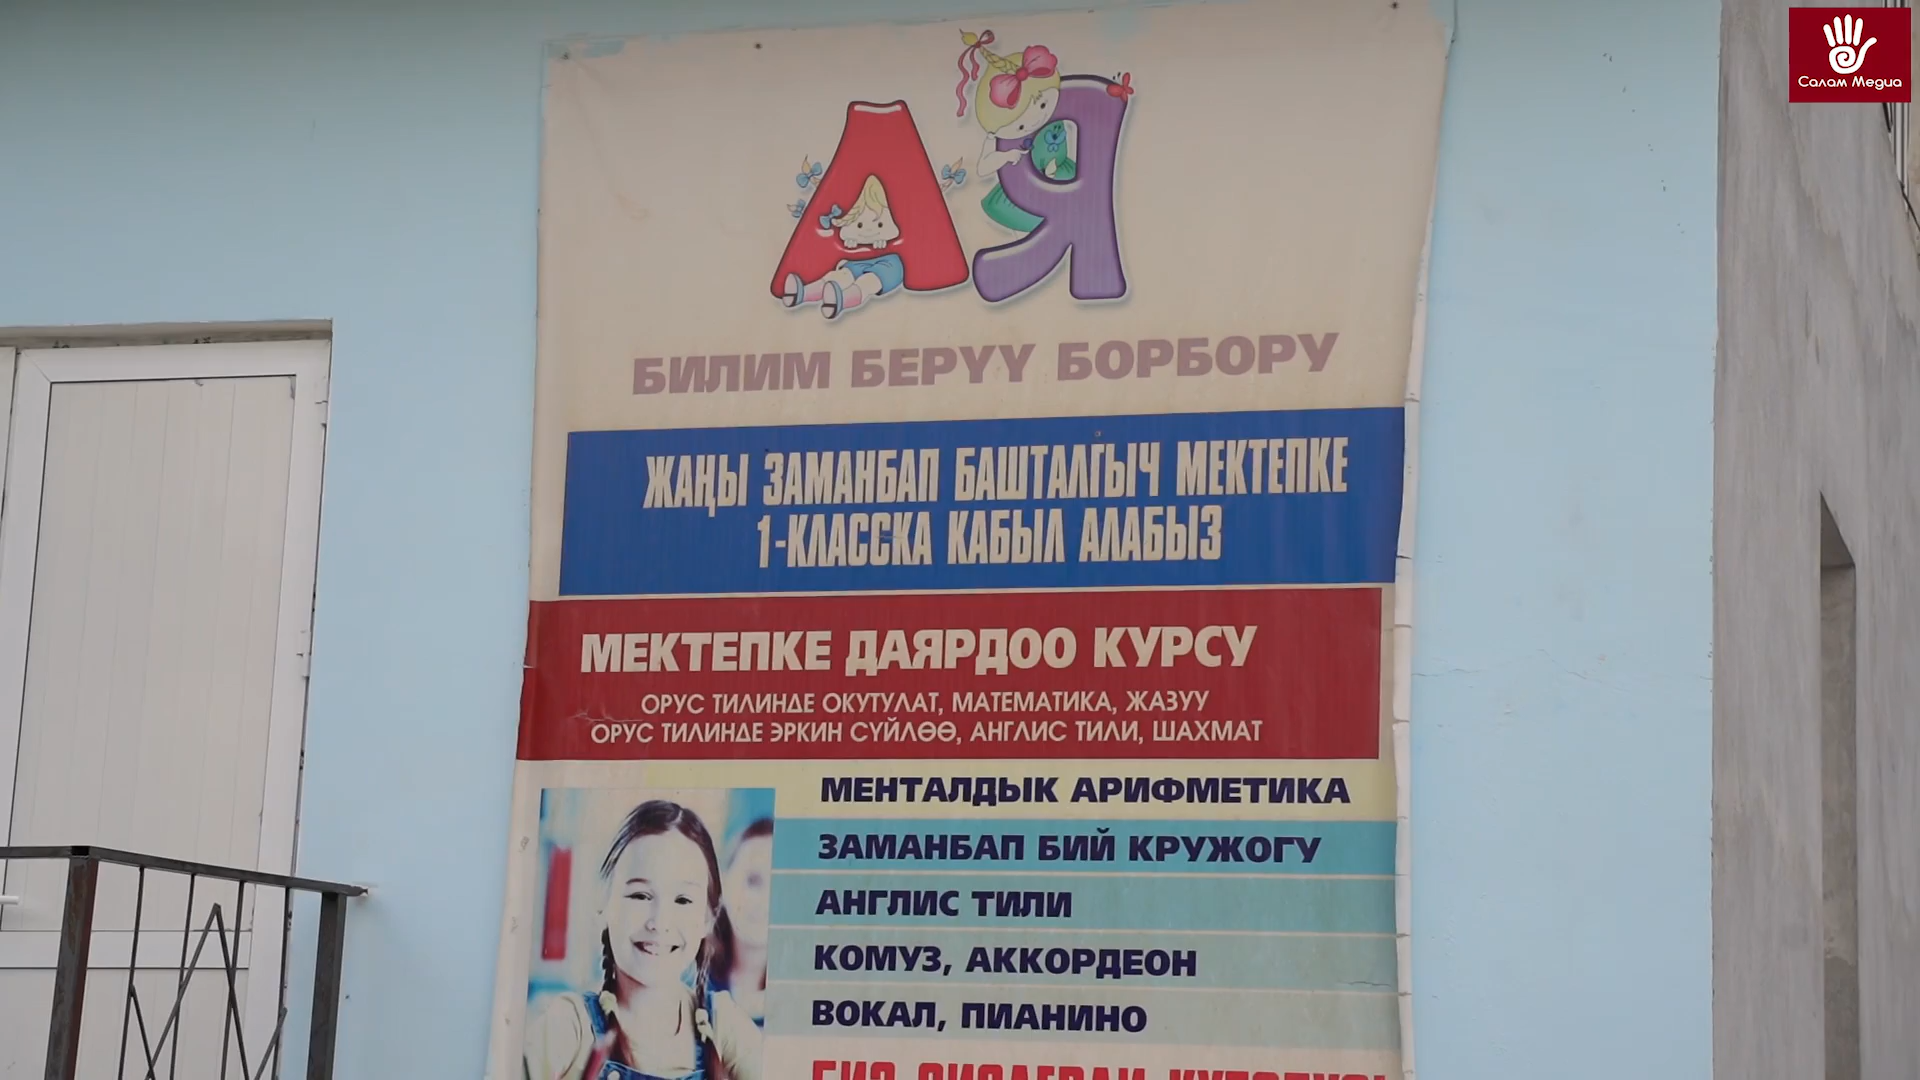 Салам Медиа
АЯ
БИЛИМ БЕРҮҮ БОРБОРУ
ЖАҢЫ ЗАМАНБАП БАШТАЛГЫЧ МЕКТЕПКЕ
1-КЛАССКА КАБЫЛ АЛАБЫЗ
МЕКТЕПКЕ ДАЯРДОО КУРСУ
ОРУС ТИЛИНДЕ ОКУТУЛАТ, МАТЕМАТИКА, ЖАЗУУ
ОРУС ТИЛИНДЕ ЭРКИН СҮЙЛӨӨ, АНГЛИС ТИЛИ, ШАХМАТ
МЕНТАЛДЫК АРИФМЕТИКА
ЗАМАНБАП БИЙ КРУЖОГУ
АНГЛИС ТИЛИ
КОМУЗ, АККОРДЕОН
ВОКАЛ, ПИАНИНО